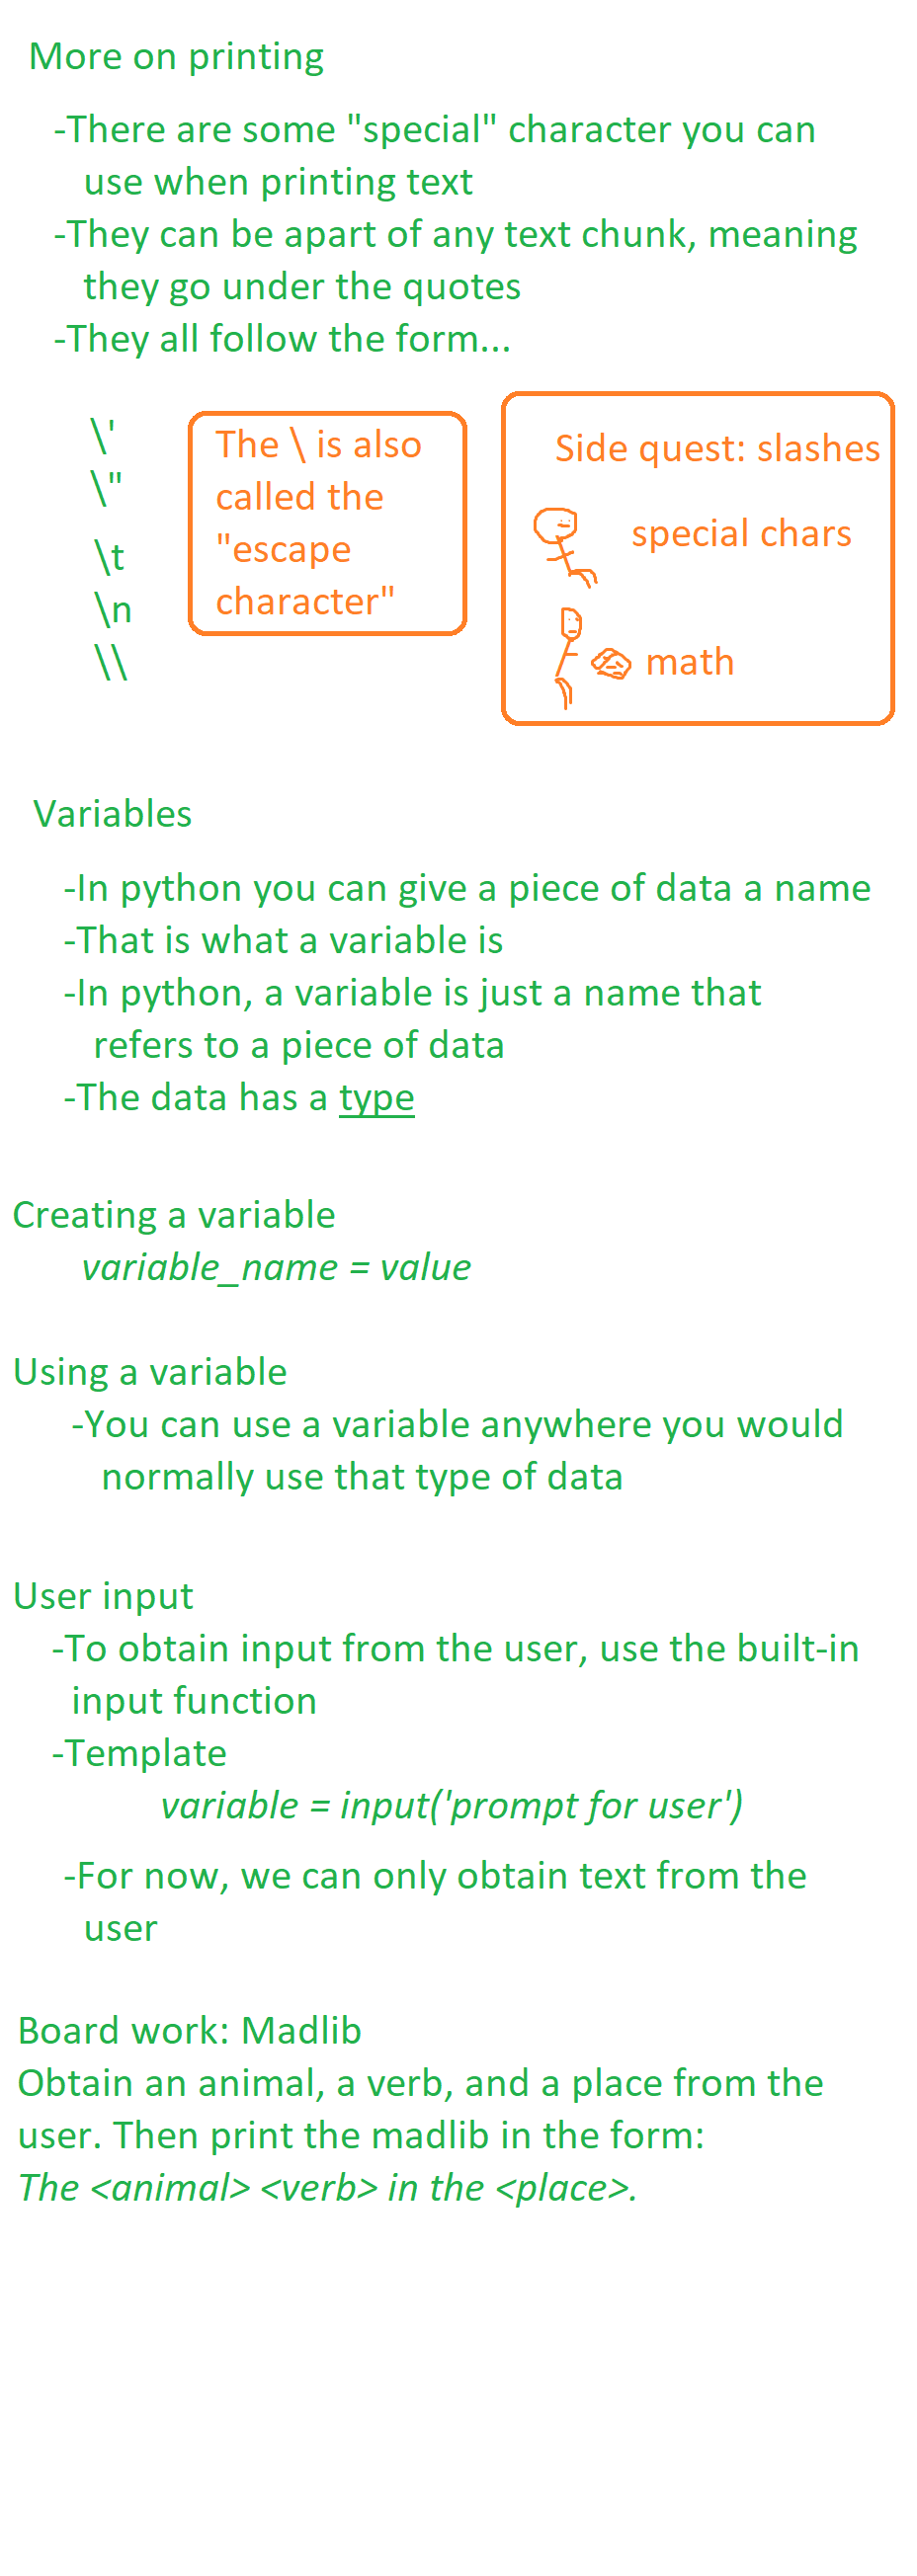 More on printing
-There are some "special" character you can
use when printing text
-They can be apart of any text chunk, meaning
they go under the quotes
-They all follow the form...
\'
\"
\t
\n
\\
The \ is also
called the
"escape
character"
Side quest: slashes
special chars
math
Variables
-In python you can give a piece of data a name
-That is what a variable is
-In python, a variable is just a name that
refers to a piece of data
-The data has a type
Creating a variable
variable_name = value
Using a variable
-You can use a variable anywhere you would
normally use that type of data
User input
-To obtain input from the user, use the built-in
input function
-Template
variable = input('prompt for user')
-For now, we can only obtain text from the
user
Board work: Madlib
Obtain an animal, a verb, and a place from the
user. Then print the madlib in the form:
The <animal> <verb> in the <place>.